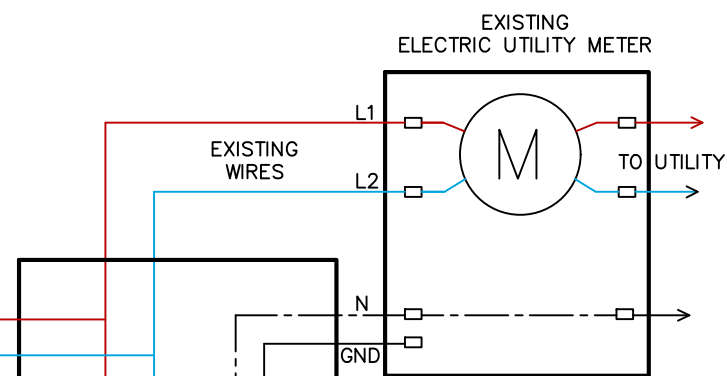 EXISTING
ELECTRIC UTILITY METER
L1
EXISTING
WIRES
M
TO UTILITY
L2
N
GND